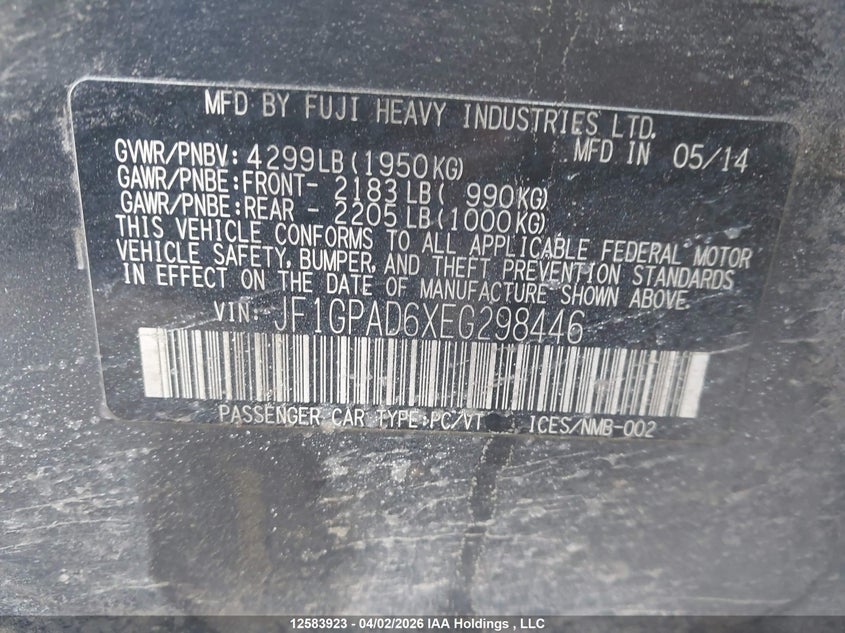 MFD BY FUJI HEAVY INDUSTRIES LTD.
MFD IN 05/14
GVWR/PNBV: 4299LB(1950KG)
GAWR/PNBE:FRONT- 2183LB( 990KG)
GAWR/PNBE:REAR - 2205LB(1000KG)
THIS VEHICLE CONFORMS TO ALL APPLICABLE FEDERAL MOTOR
VEHICLE SAFETY, BUMPER, AND THEFT PREVENTION STANDARDS
IN EFFECT ON THE DATE OF MANUFACTURE SHOWN ABOVE.
VIN: JF1GPAD6XEG298446
PASSENGER CAR TYPE:PC/VT ICES/NMB-002
12583923 - 04/02/2026 IAA Holdings , LLC